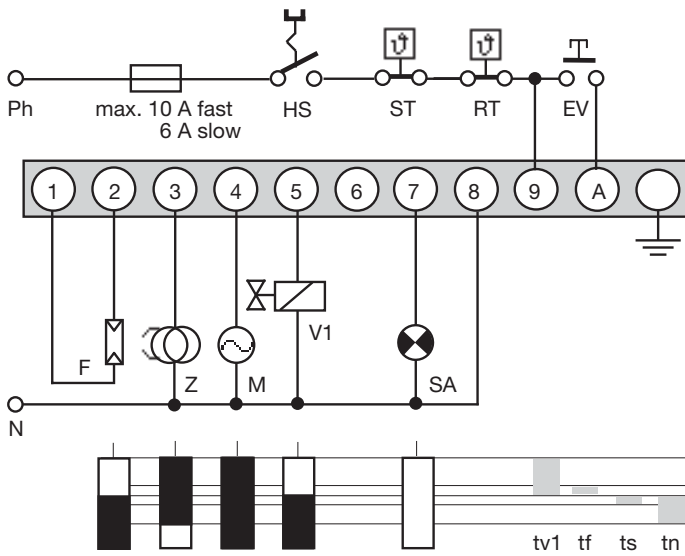 ϑ ϑ
Ph max. 10 A fast HS ST RT EV
6 A slow
1 2 3 4 5 6 7 8 9 A
V1
F Z M SA
N
tv1 tf ts tn